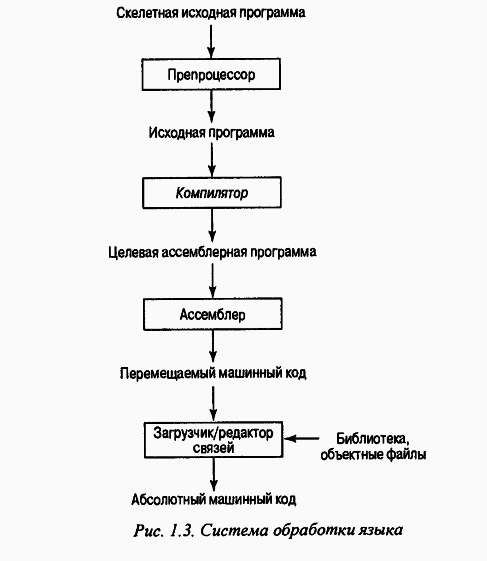 Скелетная исходная программа
Препроцессор
Исходная программа
Компилятор
Целевая ассемблерная программа
Ассемблер
Перемещаемый машинный код
Загрузчик/редактор
связей
Библиотека,
объектные файлы
Абсолютный машинный код
Рис. 1.3. Система обработки языка